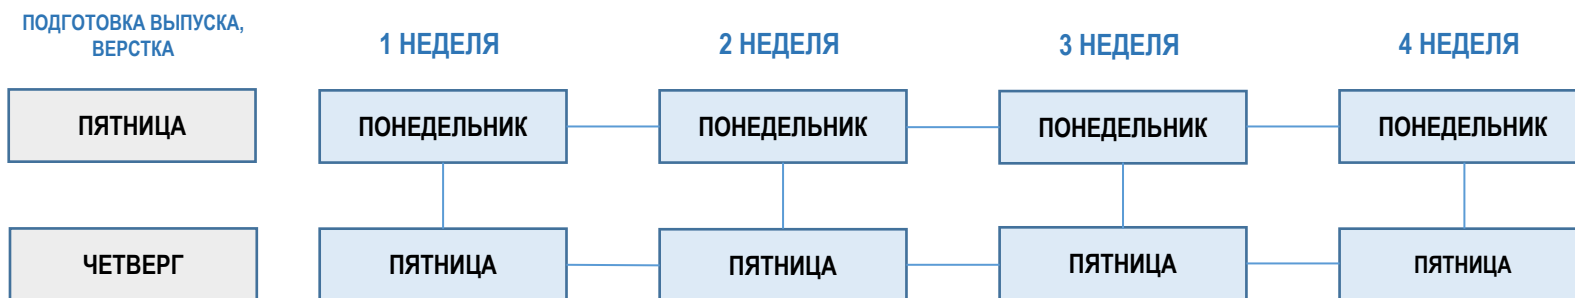 ПОДГОТОВКА ВЫПУСКА,
ВЕРСТКА
1 НЕДЕЛЯ
2 НЕДЕЛЯ
3 НЕДЕЛЯ
4 НЕДЕЛЯ
ПЯТНИЦА
ПОНЕДЕЛЬНИК
ПОНЕДЕЛЬНИК
ПОНЕДЕЛЬНИК
ПОНЕДЕЛЬНИК
ЧЕТВЕРГ
ПЯТНИЦА
ПЯТНИЦА
ПЯТНИЦА
ПЯТНИЦА